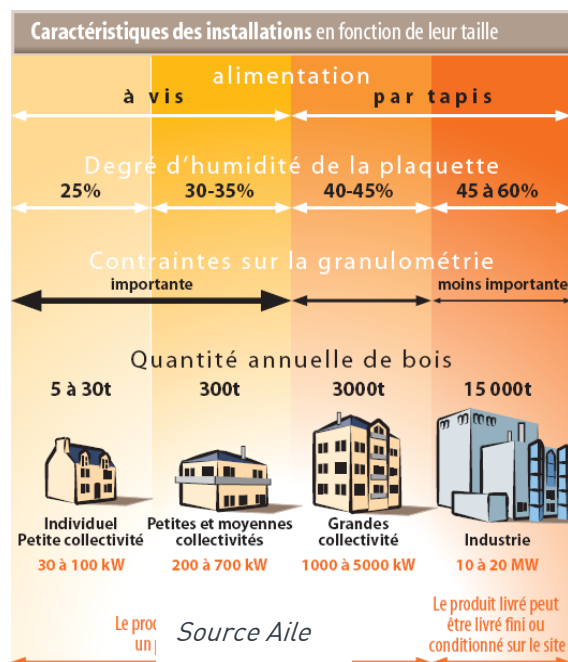 Caractéristiques des installations en fonction de leur taille
alimentation
à vis par tapis
Degré d'humidité de la plaquette
25% 30-35% 40-45% 45 à 60%
Contraintes sur la granulométrie
importante moins importante
Quantité annuelle de bois
5 à 30t 300t 3000t 15 000t
Individuel Petites et moyennes Grandes Industrie
Petite collectivité collectivités collectivité
30 à 100 kW 200 à 700 kW 1000 à 5000 kW 10 à 20 MW
Le produit livré peut
être livré fini ou
conditionné sur le site
Le
un
Source Aile